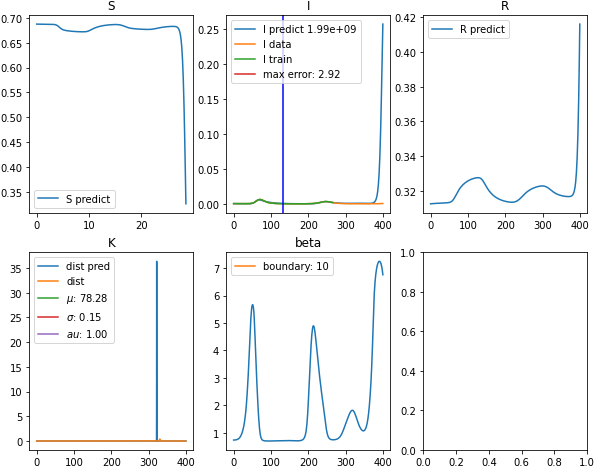 S
0.70
0.65
0.60
0.55
0.50
0.45
0.40
0.35
S predict
0 10 20
I
0.25
0.20
0.15
0.10
0.05
0.00
I predict 1.99e+09
I data
I train
max error: 2.92
0 100 200 300 400
R
0.42
0.40
0.38
0.36
0.34
0.32
R predict
0 100 200 300 400
K
35
30
25
20
15
10
5
0
dist pred
dist
μ: 78.28
σ: 0.15
au: 1.00
0 100 200 300 400
beta
7
6
5
4
3
2
1
boundary: 10
0 100 200 300 400
1.0
0.8
0.6
0.4
0.2
0.0
0.0 0.2 0.4 0.6 0.8 1.0